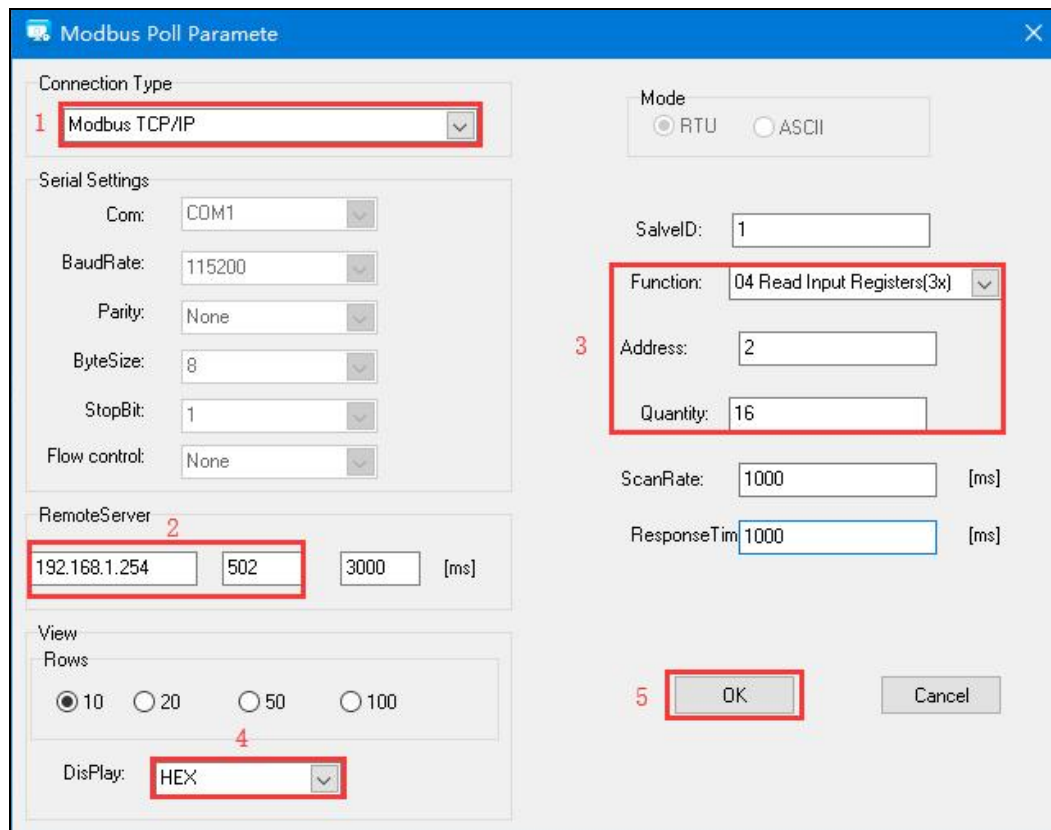 Modbus Poll Paramete
Connection Type
1 Modbus TCP/IP
Mode
RTU ASCII
Serial Settings
Com: COM1
BaudRate: 115200
Parity: None
ByteSize: 8
StopBit: 1
Flow control: None
SalveID: 1
3
Function: 04 Read Input Registers(3x)
Address: 2
Quantity: 16
ScanRate: 1000 [ms]
ResponseTim 1000 [ms]
RemoteServer
2
192.168.1.254 502 3000 [ms]
View
Rows
10 20 50 100
4
DisPlay: HEX
5 OK Cancel